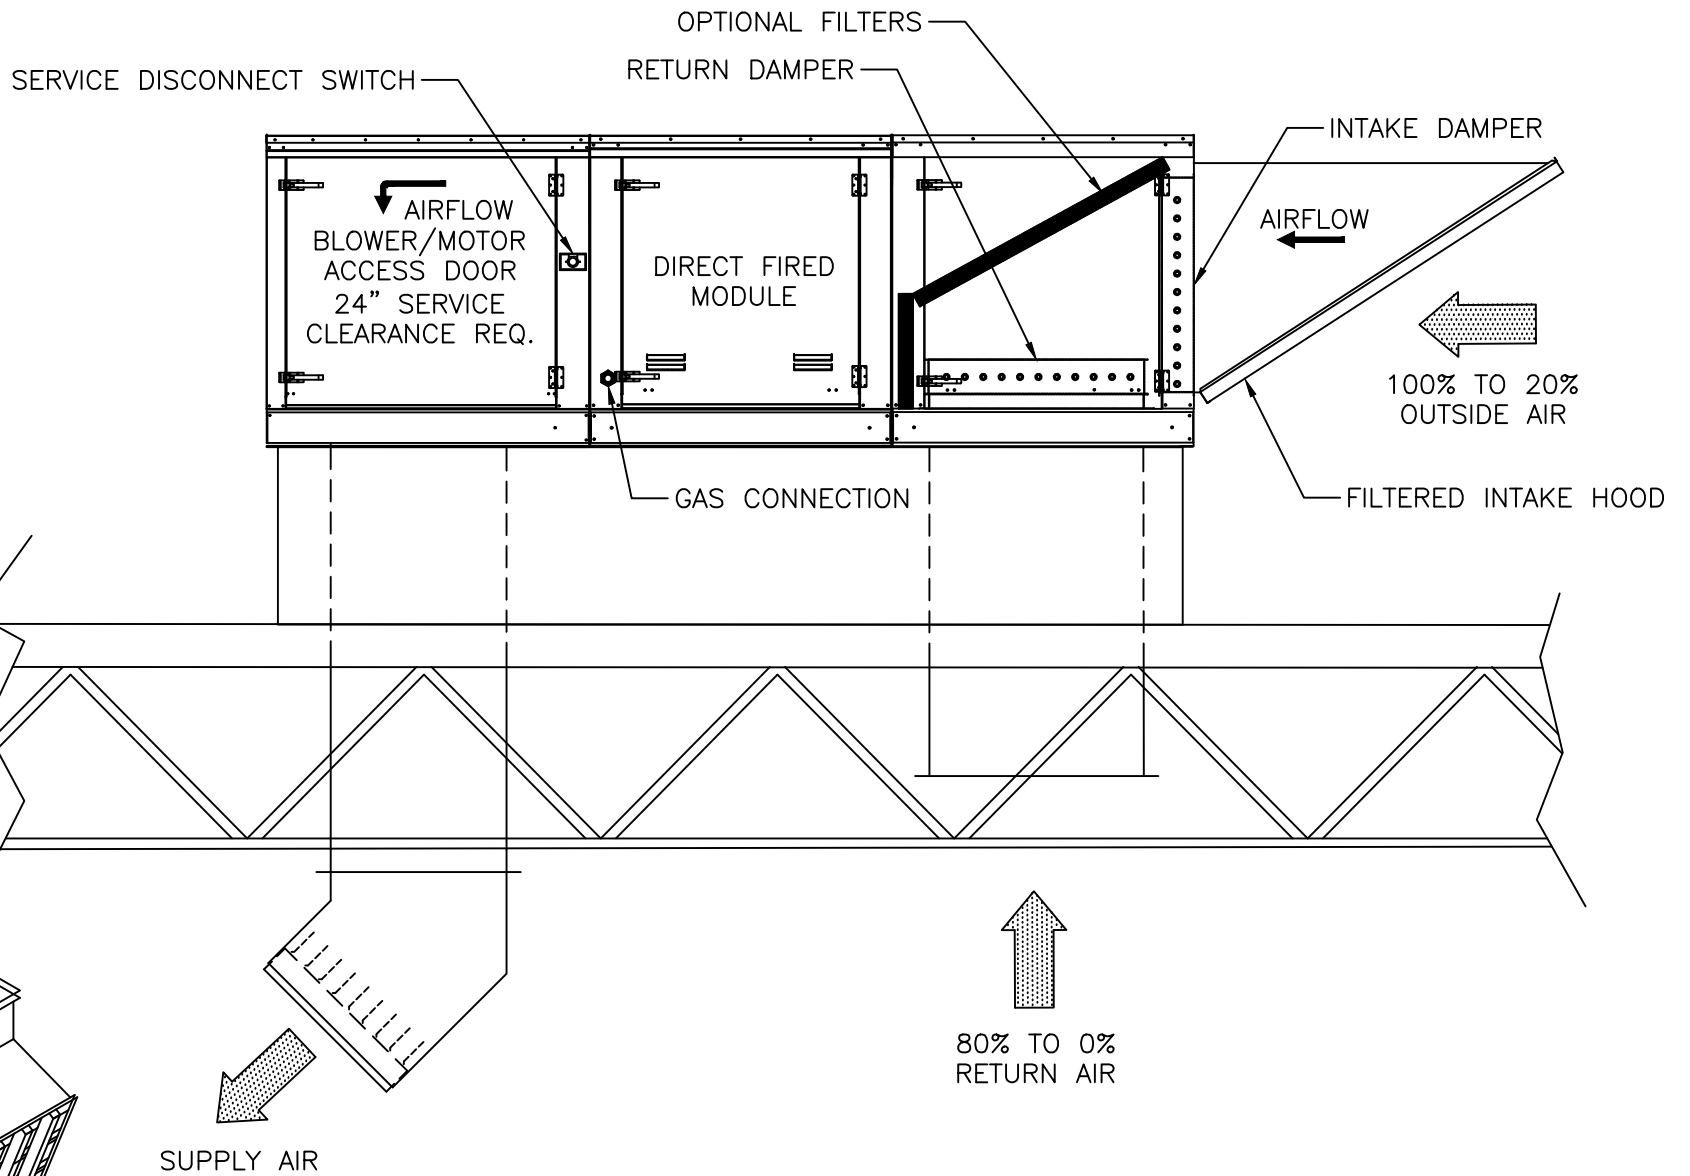 OPTIONAL FILTERS
RETURN DAMPER
SERVICE DISCONNECT SWITCH
INTAKE DAMPER
AIRFLOW
BLOWER/MOTOR
ACCESS DOOR
24" SERVICE
CLEARANCE REQ.
DIRECT FIRED
MODULE
AIRFLOW
100% TO 20%
OUTSIDE AIR
GAS CONNECTION
FILTERED INTAKE HOOD
80% TO 0%
RETURN AIR
SUPPLY AIR